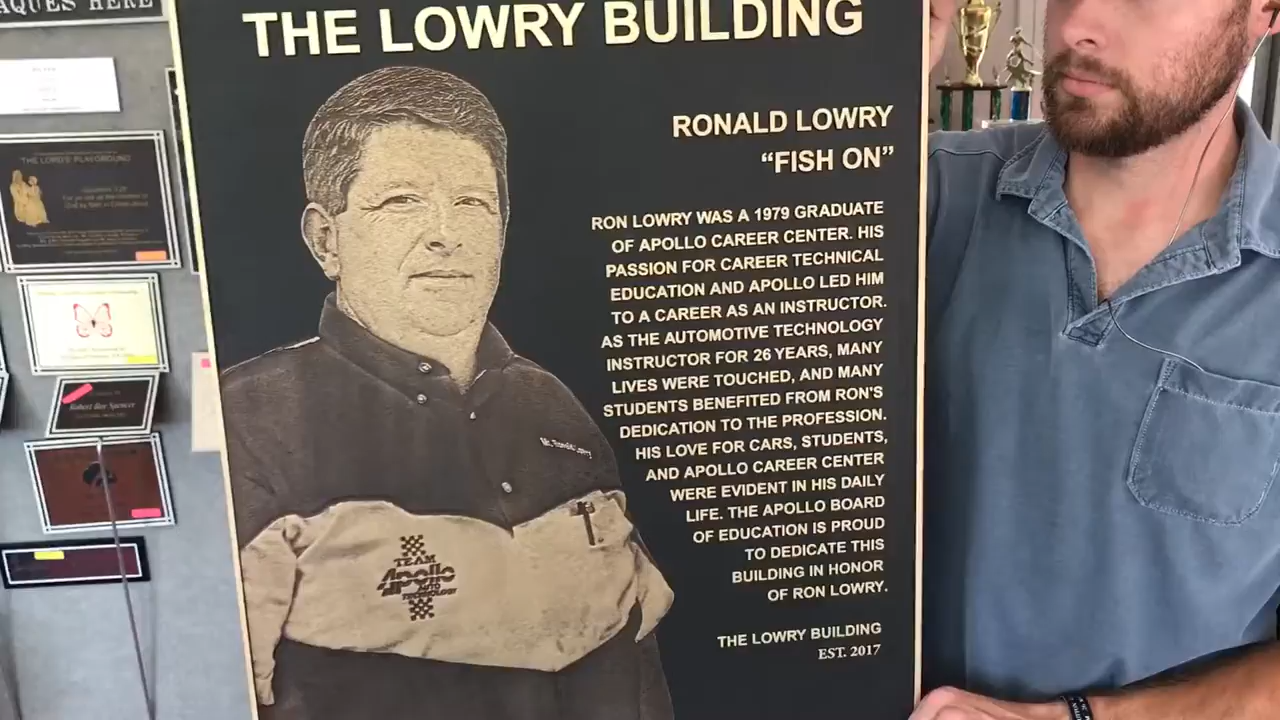 AQUES HERE
THE LOWRY BUILDING
RONALD LOWRY
“FISH ON”
RON LOWRY WAS A 1979 GRADUATE
OF APOLLO CAREER CENTER. HIS
PASSION FOR CAREER TECHNICAL
EDUCATION AND APOLLO LED HIM
TO A CAREER AS AN INSTRUCTOR.
AS THE AUTOMOTIVE TECHNOLOGY
INSTRUCTOR FOR 26 YEARS, MANY
LIVES WERE TOUCHED, AND MANY
STUDENTS BENEFITED FROM RON'S
DEDICATION TO THE PROFESSION.
HIS LOVE FOR CARS, STUDENTS,
AND APOLLO CAREER CENTER
WERE EVIDENT IN HIS DAILY
LIFE. THE APOLLO BOARD
OF EDUCATION IS PROUD
TO DEDICATE THIS
BUILDING IN HONOR
OF RON LOWRY.
THE LOWRY BUILDING
EST. 2017
TEAM
Apollo
AUTO
TECHNOLOGY
THE LORD'S PLAYGROUND
Robert Roy Spencer